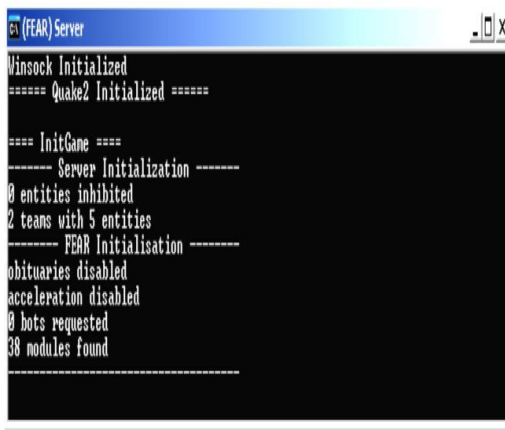 (FEAR) Server
Winsock Initialized
====== Quake2 Initialized ======
==== InitGame ====
------- Server Initialization -------
0 entities inhibited
2 teams with 5 entities
-------- FEAR Initialisation --------
obituaries disabled
acceleration disabled
0 bots requested
38 modules found
-------------------------------------